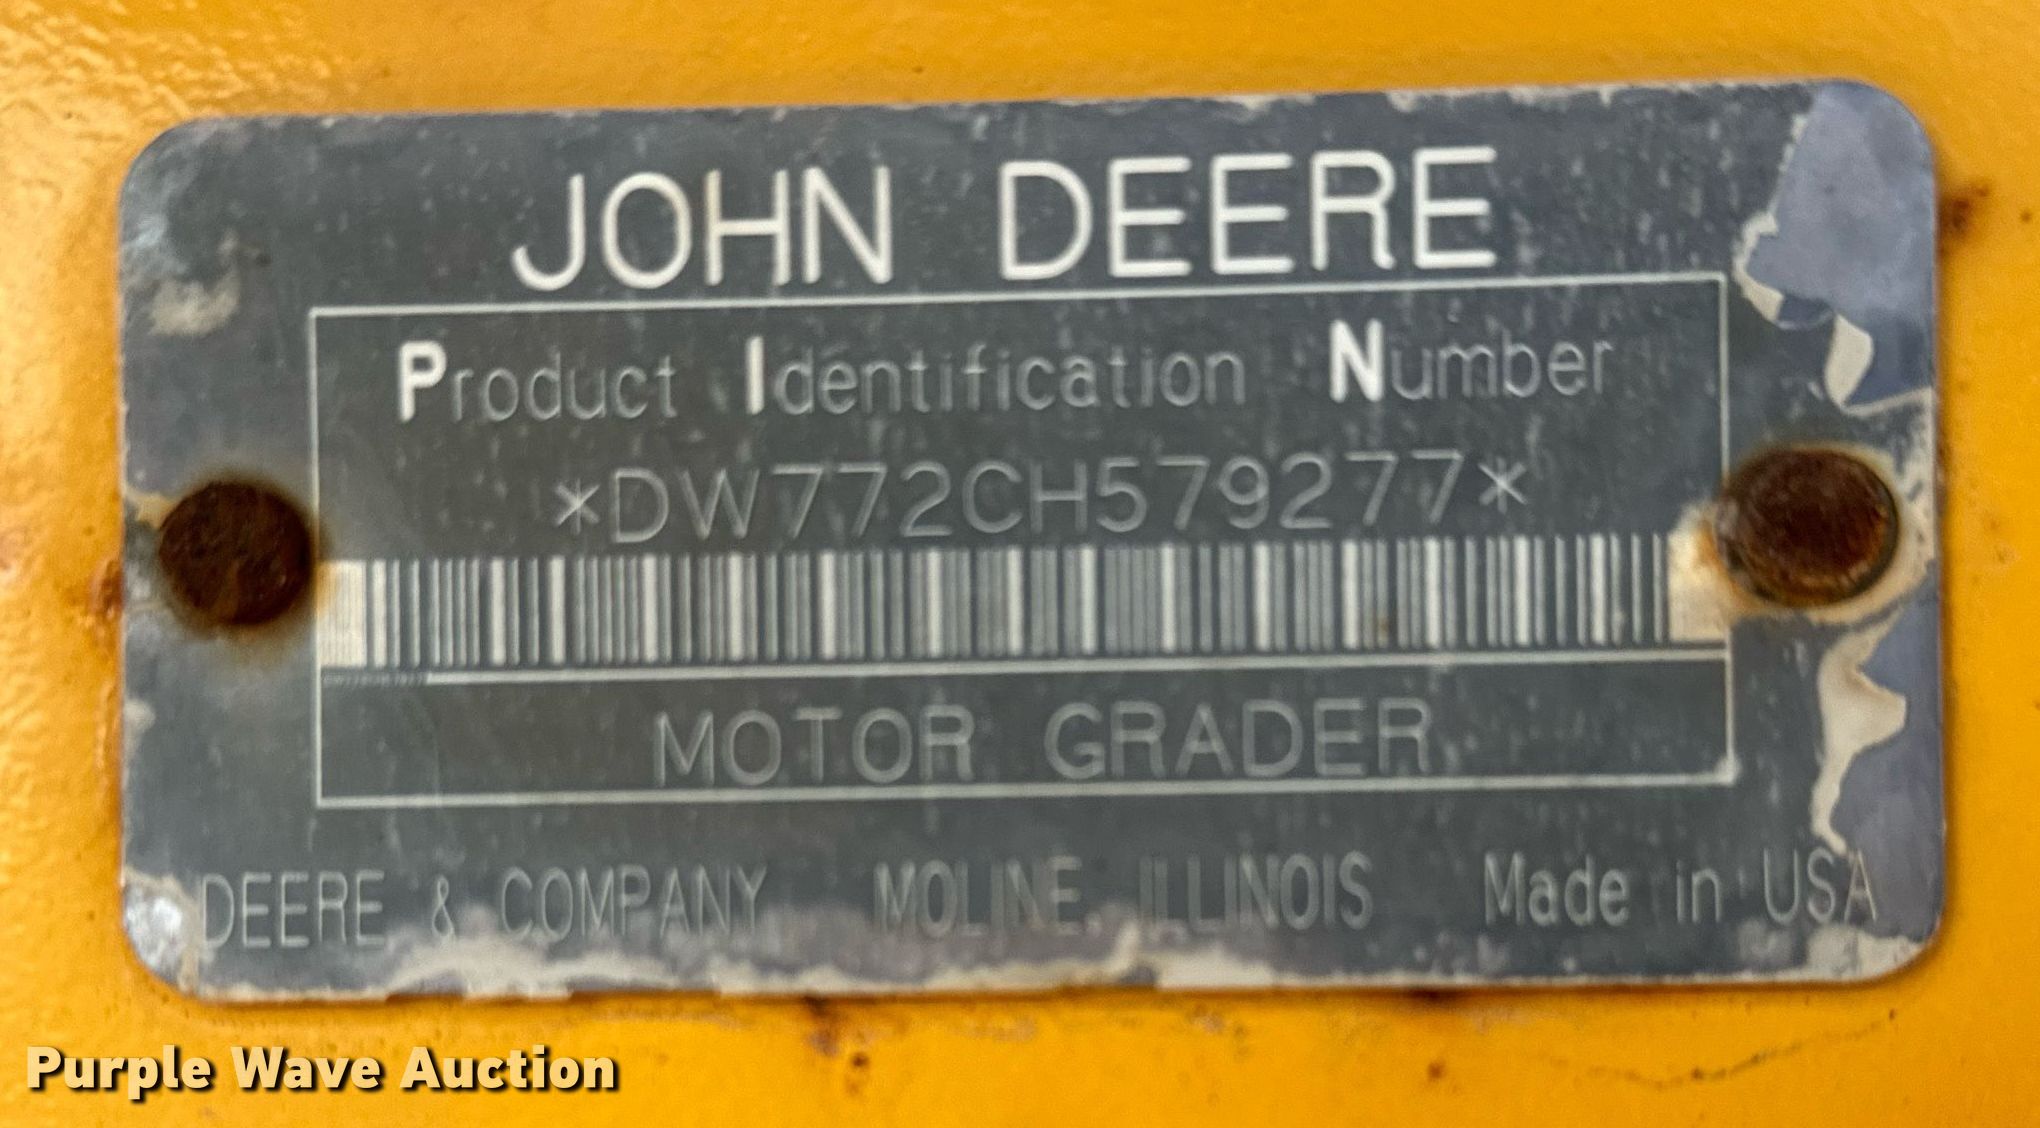 JOHN DEERE
Product Identification Number
*DW772CH579277*
MOTOR GRADER
DEERE & COMPANY MOLINE, ILLINOIS Made in USA
Purple Wave Auction